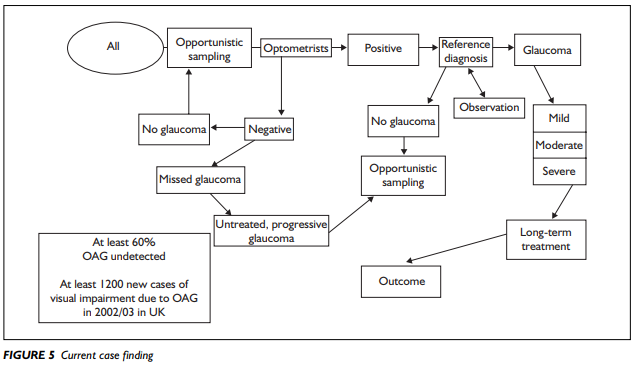 All
Opportunistic
sampling
Optometrists
Positive
Reference
diagnosis
Glaucoma
No glaucoma
Negative
No glaucoma
Observation
Mild
Moderate
Severe
Missed glaucoma
Opportunistic
sampling
Untreated, progressive
glaucoma
At least 60%
OAG undetected
At least 1200 new cases of
visual impairment due to OAG
in 2002/03 in UK
Long-term
treatment
Outcome
FIGURE 5 Current case finding